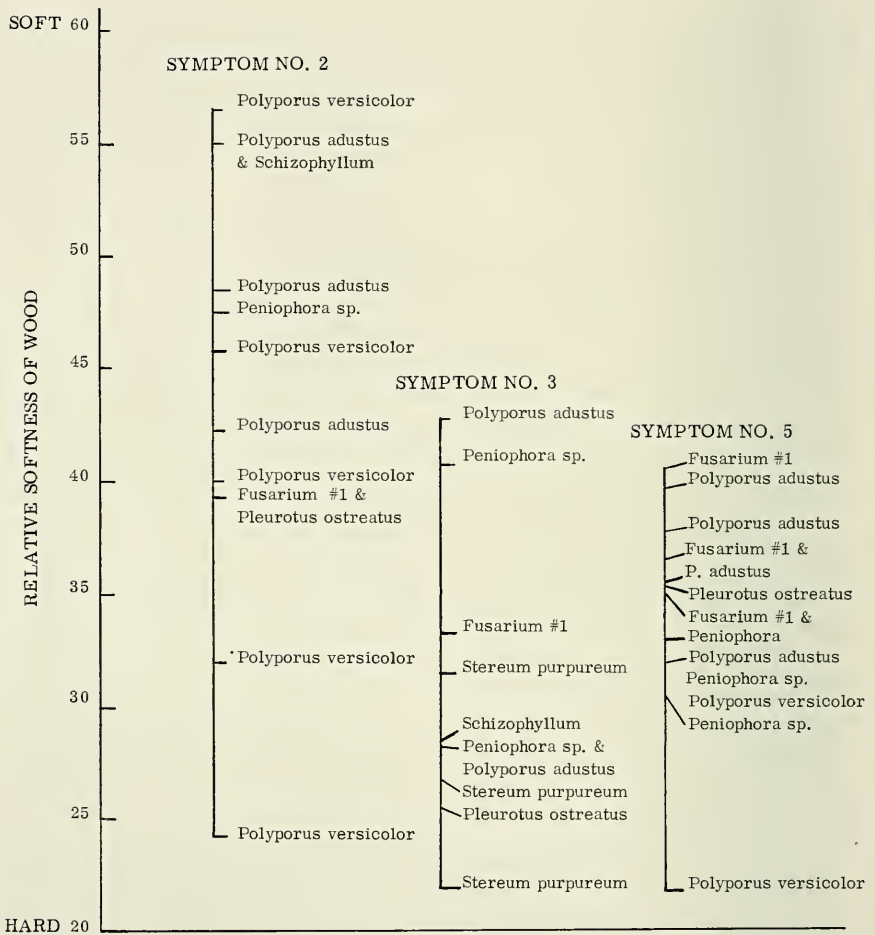 SOFT 60
55
50
45
40
35
30
25
HARD 20
RELATIVE SOFTNESS OF WOOD
SYMPTOM NO. 2
Polyporus versicolor
Polyporus adustus
& Schizophyllum
Polyporus adustus
Peniophora sp.
Polyporus versicolor
Polyporus adustus
Polyporus versicolor
Fusarium #1 &
Pleurotus ostreatus
Polyporus versicolor
Polyporus versicolor
SYMPTOM NO. 3
Polyporus adustus
Peniophora sp.
Fusarium #1
Stereum purpureum
Schizophyllum
Peniophora sp. &
Polyporus adustus
Stereum purpureum
Pleurotus ostreatus
Stereum purpureum
SYMPTOM NO. 5
Fusarium #1
Polyporus adustus
Polyporus adustus
Fusarium #1 &
P. adustus
Pleurotus ostreatus
Fusarium #1 &
Peniophora
Polyporus adustus
Peniophora sp.
Polyporus versicolor
Peniophora sp.
Polyporus versicolor